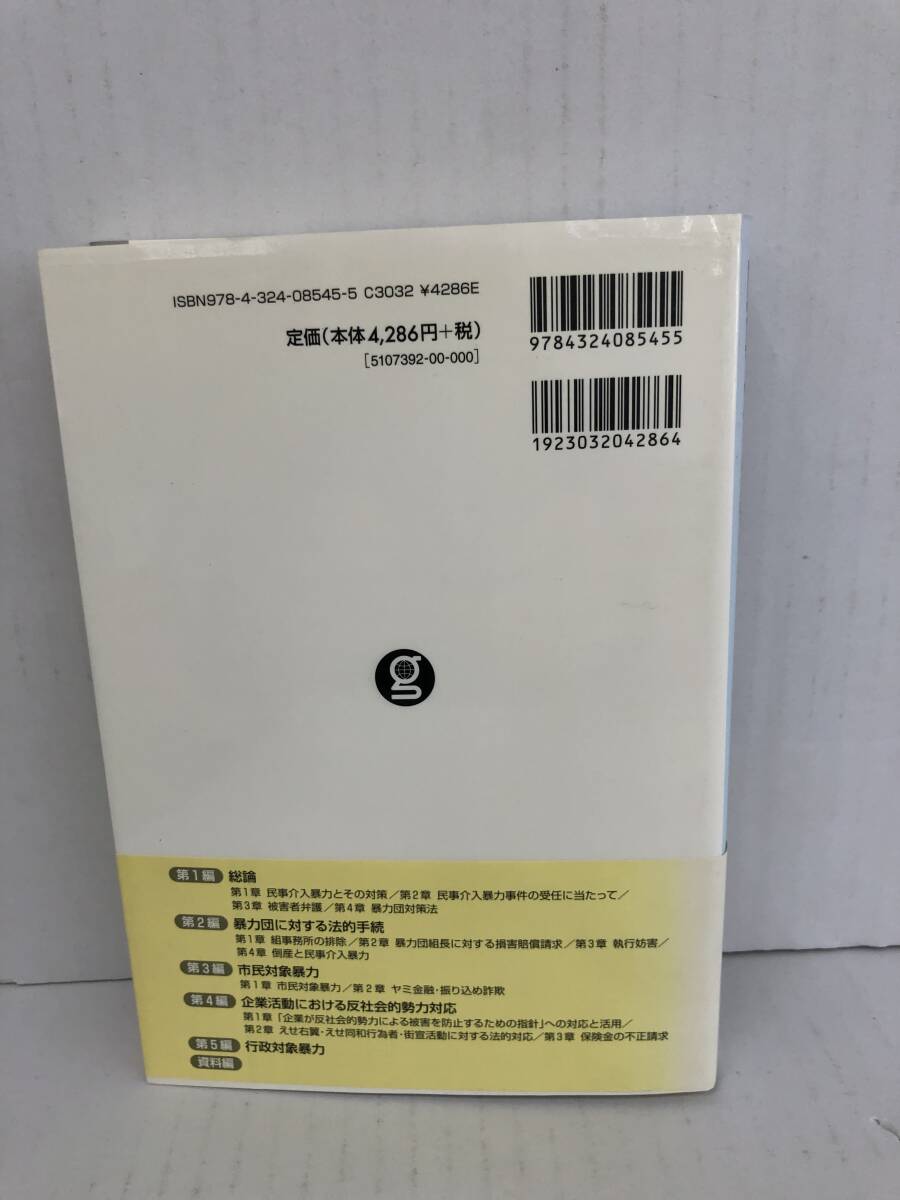 ISBN978-4-324-08545-5 C3032 ¥4286E
定価(本体4,286円+税)
[5107392-00-000]
9784324085455
1923032042864
g
第1編 総論
第1章 民事介入暴力とその対策/第2章 民事介入暴力事件の受任に当たって/
第3章 被害者弁護/第4章 暴力団対策法
第2編 暴力団に対する法的手続
第1章 組事務所の排除/第2章 暴力団組長に対する損害賠償請求/第3章 執行妨害/
第4章 倒産と民事介入暴力
第3編 市民対象暴力
第1章 市民対象暴力/第2章 ヤミ金融・振り込め詐欺
第4編 企業活動における反社会的勢力対応
第1章「企業が反社会的勢力による被害を防止するための指針」への対応と活用/
第2章 えせ右翼・えせ同和行為者・街宣活動に対する法的対応/第3章 保険金の不正請求
第5編 行政対象暴力
資料編